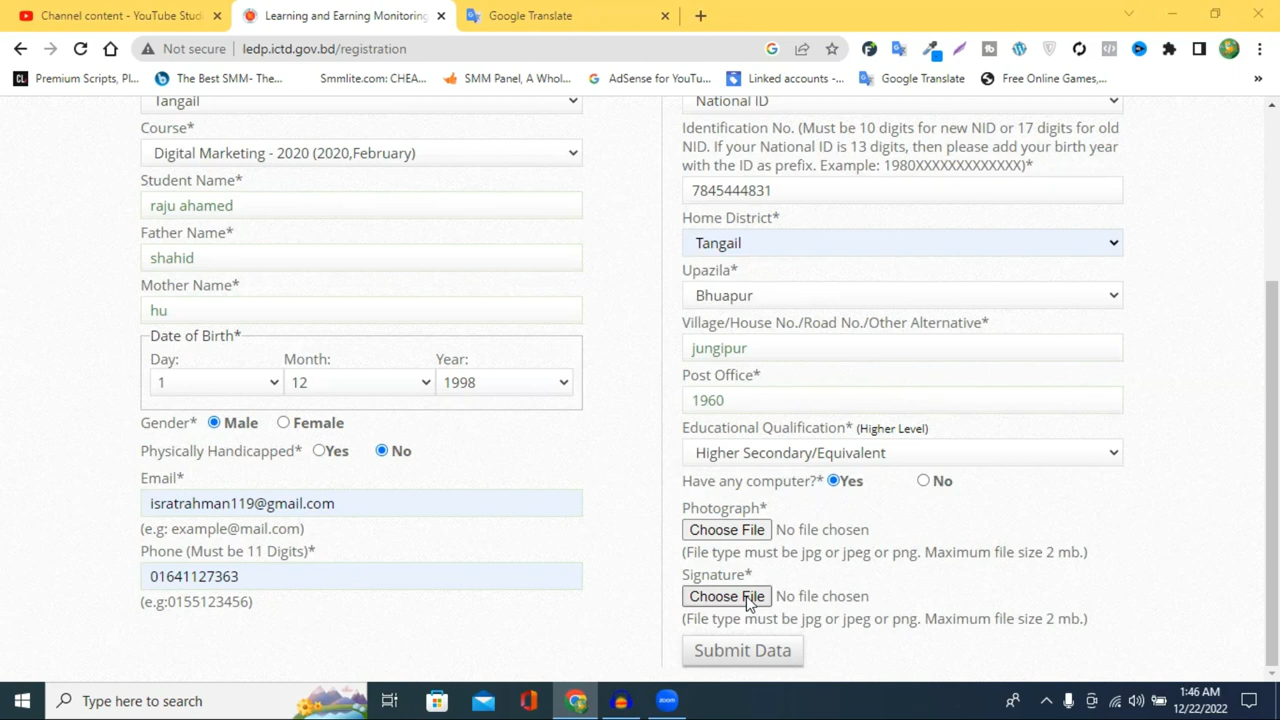 Channel content - YouTube Stud
Learning and Earning Monitoring
Google Translate
Not secure
ledp.ictd.gov.bd/registration
CL Premium Scripts, Pl...
The Best SMM- The...
Smmlite.com: CHEA...
SMM Panel, A Whol...
AdSense for YouTu...
Linked accounts -...
Google Translate
Free Online Games,...
»
Tangail
Course*
Digital Marketing - 2020 (2020,February)
Student Name*
raju ahamed
Father Name*
shahid
Mother Name*
hu
Date of Birth*
Day: Month: Year:
1 12 1998
Gender* Male Female
Physically Handicapped* Yes No
Email*
isratrahman119@gmail.com
(e.g: example@mail.com)
Phone (Must be 11 Digits)*
01641127363
(e.g:0155123456)
National ID
Identification No. (Must be 10 digits for new NID or 17 digits for old
NID. If your National ID is 13 digits, then please add your birth year
with the ID as prefix. Example: 1980XXXXXXXXXXXXX)*
7845444831
Home District*
Tangail
Upazila*
Bhuapur
Village/House No./Road No./Other Alternative*
jungipur
Post Office*
1960
Educational Qualification* (Higher Level)
Higher Secondary/Equivalent
Have any computer?* Yes No
Photograph*
Choose File No file chosen
(File type must be jpg or jpeg or png. Maximum file size 2 mb.)
Signature*
Choose File No file chosen
(File type must be jpg or jpeg or png. Maximum file size 2 mb.)
Submit Data
Type here to search
zoom
1:46 AM
12/22/2022